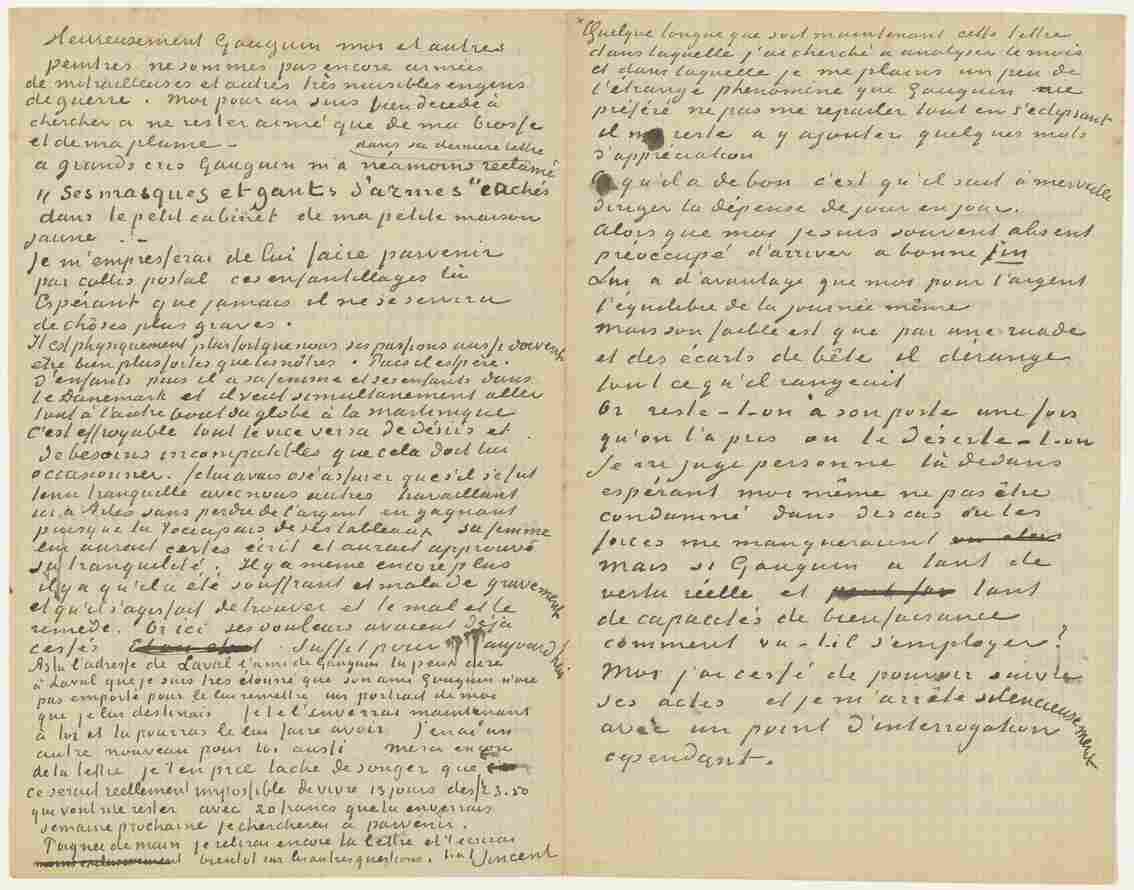 Heureusement Gauguin moi et autres
peintres ne sommes pas encore armés
de mitrailleuses et autres très nuisibles engins
de guerre. Moi pour un suis bien décidé à
chercher à ne rester armé que de ma brosse
et de ma plume –
à grands cris Gauguin m'a néamoins réclamé
dans sa dernière lettre
"Ses masques et gants d'armes" cachés
dans le petit cabinet de ma petite maison
jaune. –
Je m'empresserai de lui faire parvenir
par collis postal ces enfantillages là
Espérant que jamais il ne se servira
de chôses plus graves.
Il est physiquement plus fort que nous ses passions aussi doivent
etre bien plus fortes que les nôtres. Puis il est père
d'enfants puis il a sa femme et ses enfants dans
le Danemark et il veut simultanement aller
tout à l'autre bout du globe à la martinique
C'est effroyable tout le vice versa de désirs et
de besoins incompatibles que cela doit lui
occasionner. Je lui avais osé assurer que s'il se fut
tenu tranquille avec nous autres travaillant
ici à Arles sans perdre de l'argent en gagnant
puisque tu t'occupais de ses tableaux sa femme
lui aurait certes écrit et aurait approuvé
sa tranquilité. Il y a même encore plus
il y a qu'il a été souffrant et malade gravement
et qu'il s'agissait de trouver et le mal et le
remède. Or ici ses douleurs avaient déjà
cessés. Suffit pour aujourd'hui
As tu l'adresse de Laval l'ami de Gauguin tu peux dire
à Laval que je suis très étonné que son ami Gauguin n'aie
pas emporté pour le lui remettre un portrait de moi
que je lui destinais Je te l'enverrai maintenant
à toi et tu pourras le lui faire avoir. J'en ai un
autre nouveau pour toi aussi merci encore
de ta lettre je t'en prie tache de songer que
ce serait reellement impossible de vivre 13 jours des f 23.50
qui vont me rester avec 20 francs que tu enverrais
semaine prochaine je chercherai à parvenir.
Poignee de main je relirai encore ta lettre et t'ecrirai
bientot sur les autres questions. t. à t. Vincent
Quelque longue que soit maintenant cette lettre
dans laquelle j'ai cherché à analyser le mois
et dans laquelle je me plains un peu de
l'étrange phénomène que Gauguin aie
préféré ne pas me reparler tout en s'eclipsant
il me reste à y ajouter quelques mots
d'appréciation
Ce qu'il a de bon c'est qu'il sait à merveille
diriger la dépense de jour en jour.
Alors que moi je suis souvent absent
préoccupé d'arriver à bonne fin
Lui a d'avantage que moi pour l'argent
l'equilibre de la journée même
Mais son faible est que par une ruade
et des écarts de bête il dérange
tout ce qu'il rangeait
Or reste-t-on à son poste une fois
qu'on l'a pris ou le déserte-t-on
Je ne juge personne là dedans
espérant moi même ne pas être
condamné dans des cas où les
forces me manqueraient
Mais si Gauguin a tant de
vertu réelle et tant
de capacités de bienfaisance
comment va-t-il s'employer?
Moi j'ai cessé de pouvoir suivre
ses actes et je m'arrête silencieusement
avec un point d'interrogation
cependant.